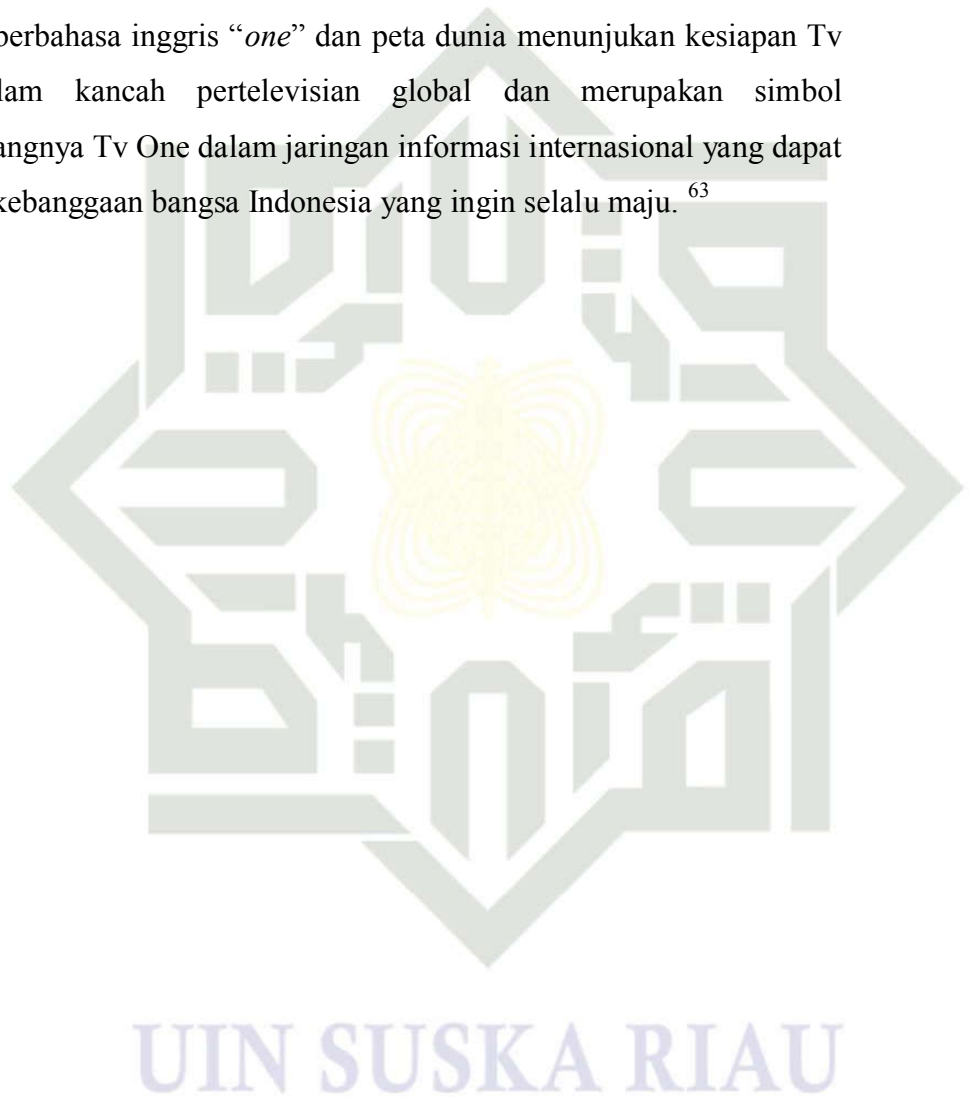 berbahasa inggris “one” dan peta dunia menunjukan kesiapan Tv
lam kancah pertelevisian global dan merupakan simbol
angnya Tv One dalam jaringan informasi internasional yang dapat
kebanggaan bangsa Indonesia yang ingin selalu maju. 63
UIN SUSKA RIAU